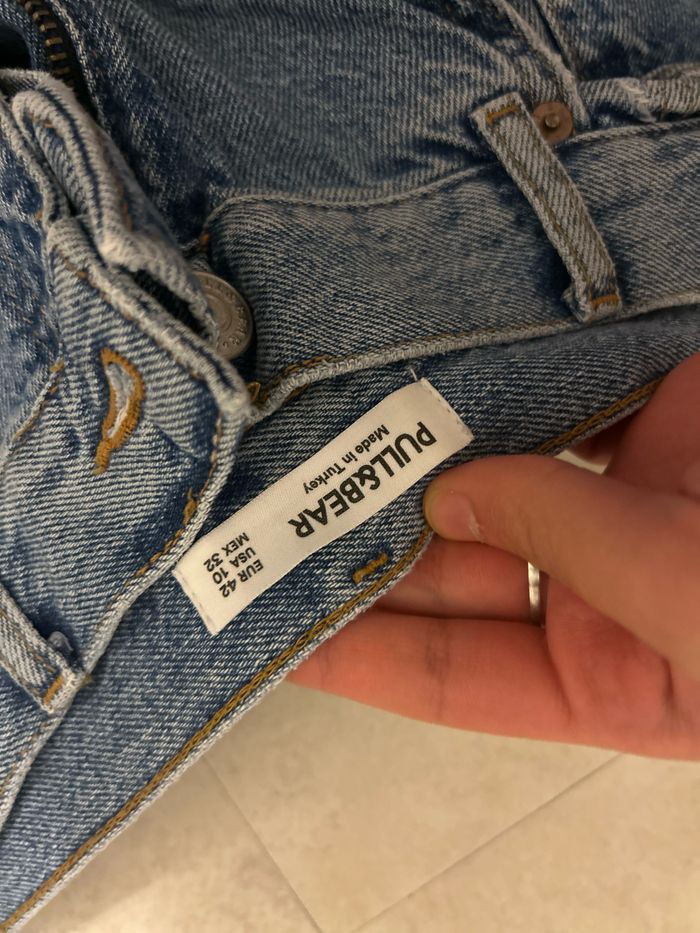 PULL&BEAR
Made in Turkey
EUR 42
USA 10
MEX 32